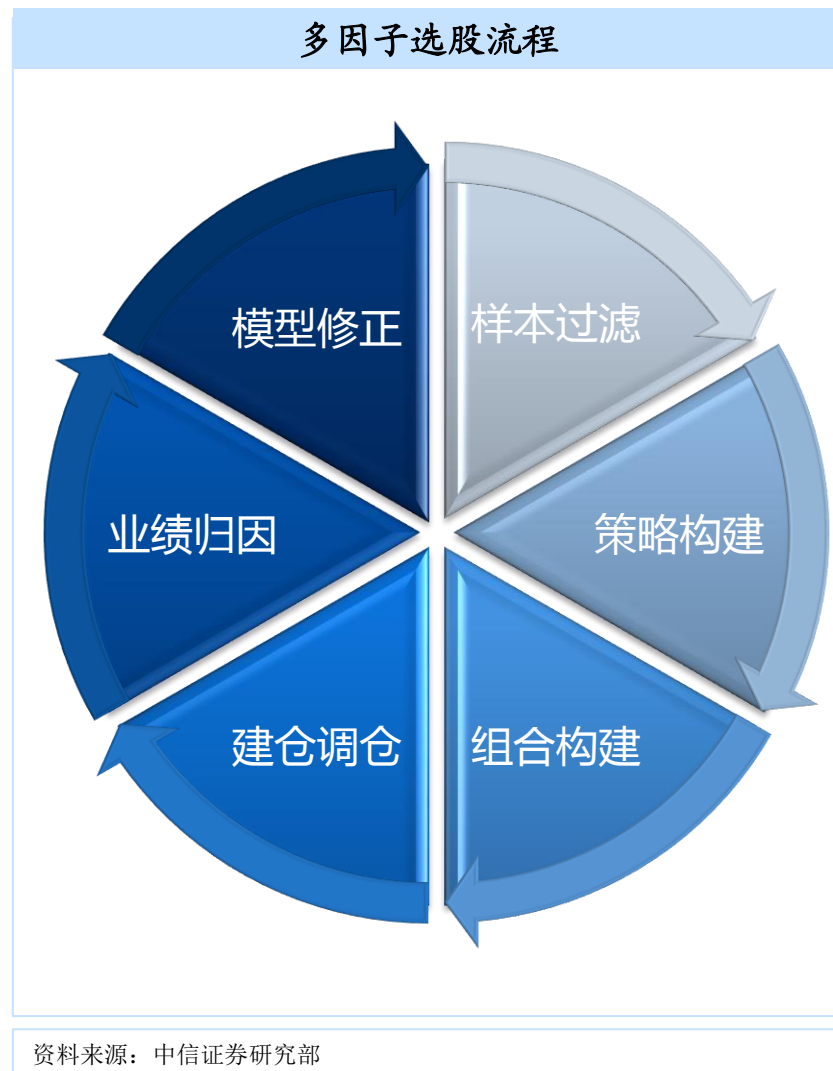 多因子选股流程
模型修正
样本过滤
业绩归因
策略构建
建仓调仓
组合构建
资料来源：中信证券研究部